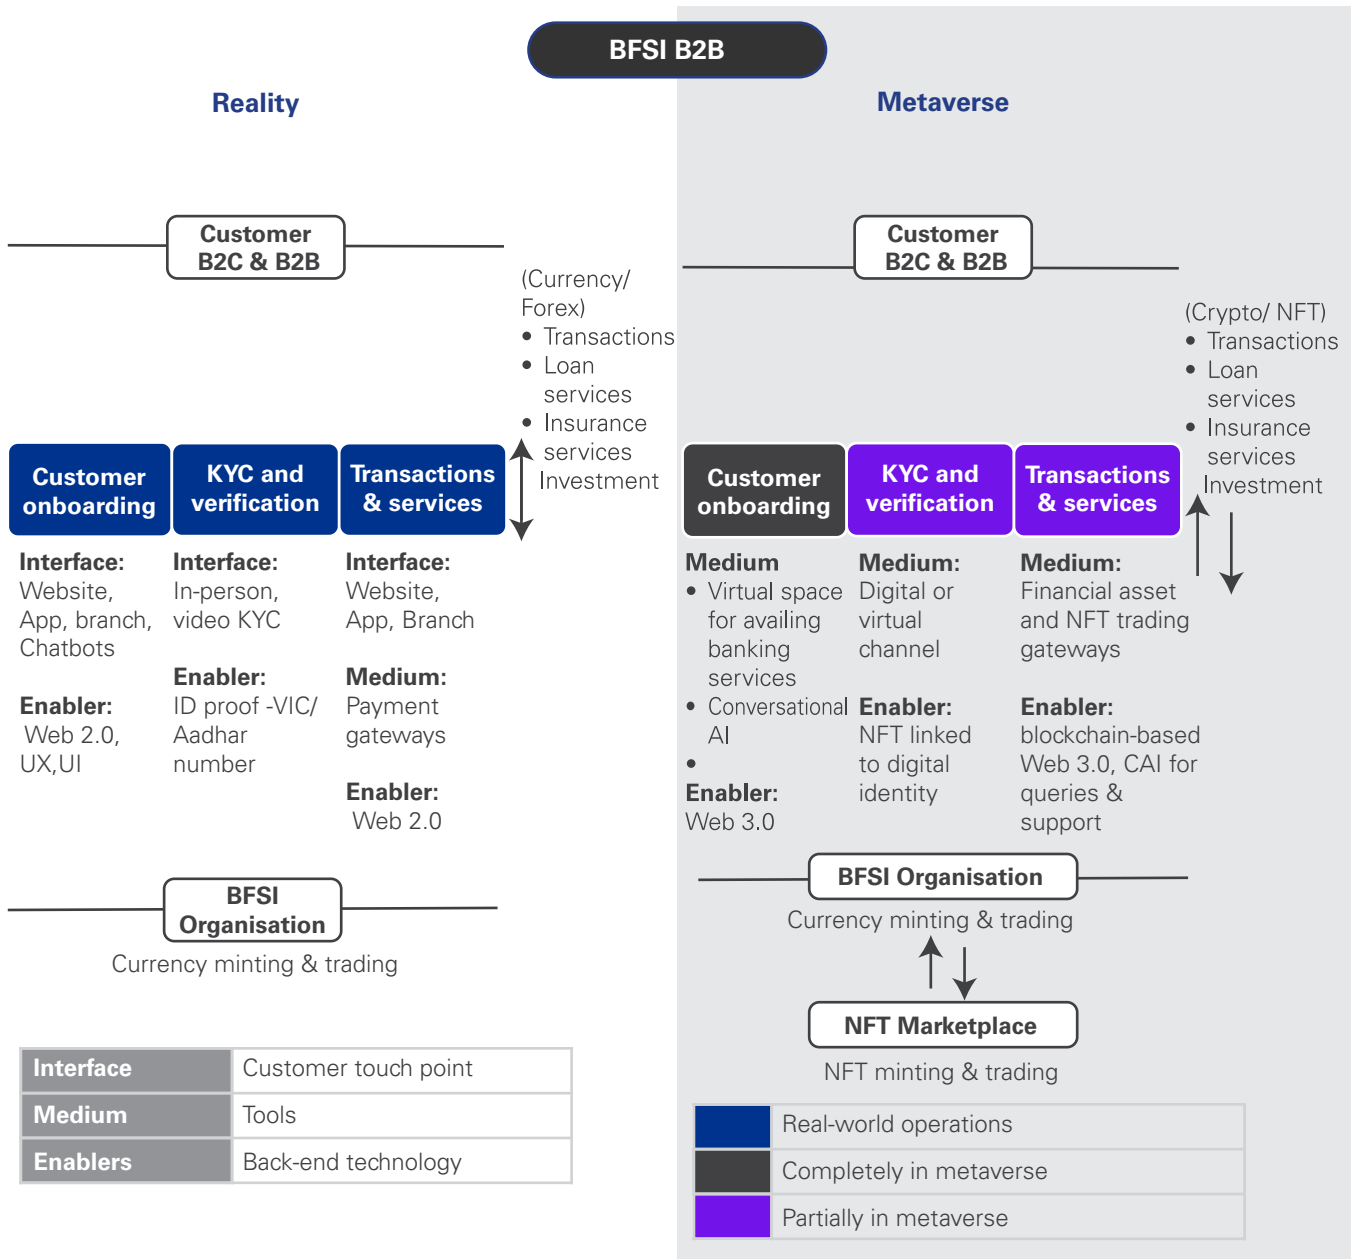 BFSI B2B
Reality
Customer
B2C & B2B
(Currency/
Forex)
• Transactions
• Loan
services
• Insurance
services
Investment
Customer
onboarding
KYC and
verification
Transactions
& services
Interface:
Website,
App, branch,
Chatbots
Enabler:
Web 2.0,
UX,UI
Interface:
In-person,
video KYC
Enabler:
ID proof -VIC/
Aadhar
number
Interface:
Website,
App, Branch
Medium:
Payment
gateways
Enabler:
Web 2.0
BFSI
Organisation
Currency minting & trading
Interface Customer touch point
Medium Tools
Enablers Back-end technology
Metaverse
Customer
B2C & B2B
(Crypto/ NFT)
• Transactions
• Loan
services
• Insurance
services
Investment
Customer
onboarding
KYC and
verification
Transactions
& services
Medium
• Virtual space
for availing
banking
services
• Conversational
AI
•
Enabler:
Web 3.0
Medium:
Digital or
virtual
channel
Enabler:
NFT linked
to digital
identity
Medium:
Financial asset
and NFT trading
gateways
Enabler:
blockchain-based
Web 3.0, CAI for
queries &
support
BFSI Organisation
Currency minting & trading
NFT Marketplace
NFT minting & trading
Real-world operations
Completely in metaverse
Partially in metaverse